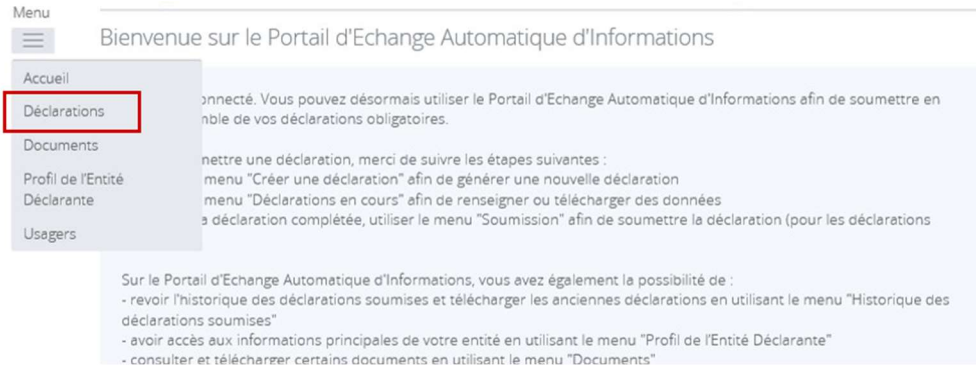 Menu
Bienvenue sur le Portail d'Echange Automatique d'Informations
Accueil
Déclarations
Documents
Profil de l'Entité
Déclarante
Usagers
Vous pouvez désormais utiliser le Portail d'Echange Automatique d'Informations afin de soumettre en
de vos déclarations obligatoires.
une déclaration, merci de suivre les étapes suivantes :
menu "Créer une déclaration" afin de générer une nouvelle déclaration
menu "Déclarations en cours" afin de renseigner ou télécharger des données
déclaration complétée, utiliser le menu "Soumission" afin de soumettre la déclaration (pour les déclarations
Sur le Portail d'Echange Automatique d'Informations, vous avez également la possibilité de :
- revoir l'historique des déclarations soumises et télécharger les anciennes déclarations en utilisant le menu "Historique des
déclarations soumises"
- avoir accès aux informations principales de votre entité en utilisant le menu "Profil de l'Entité Déclarante"
- consulter et télécharger certains documents en utilisant le menu "Documents"